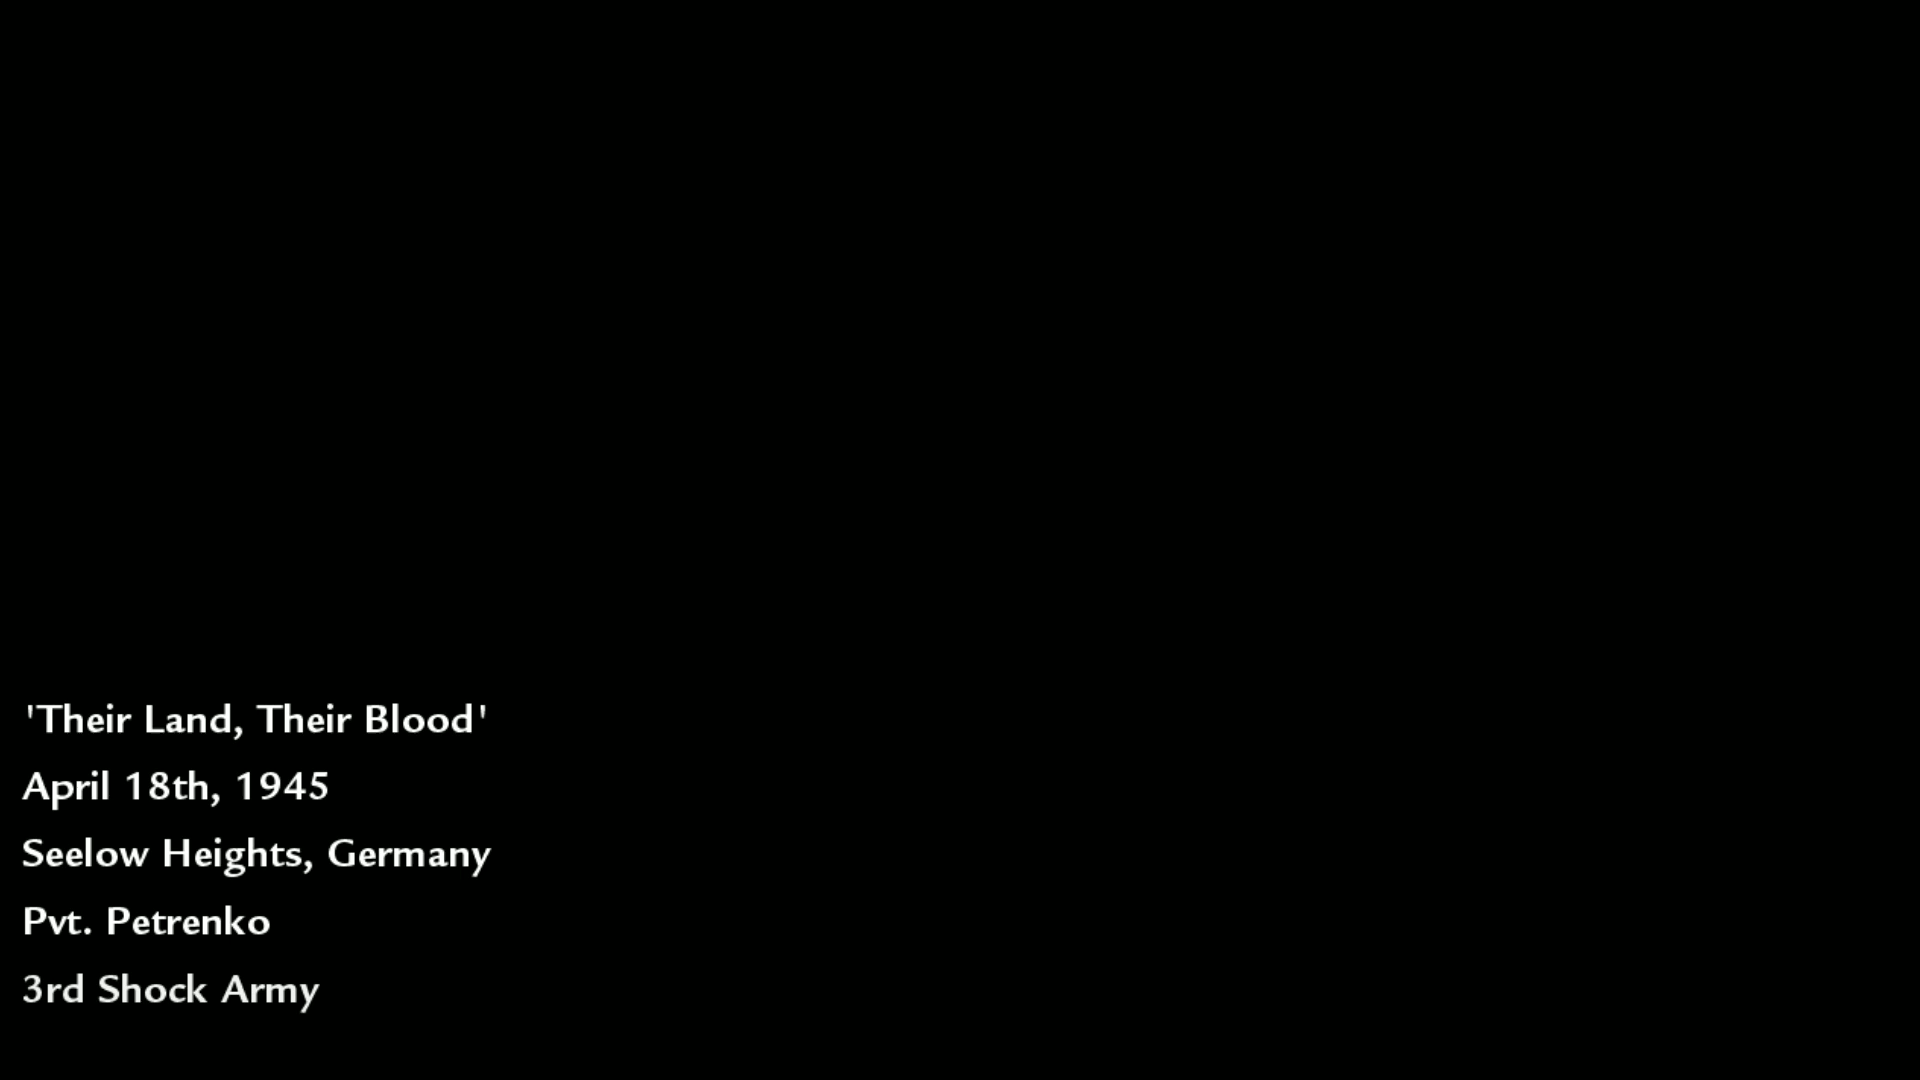 'Their Land, Their Blood'
April 18th, 1945
Seelow Heights, Germany
Pvt. Petrenko
3rd Shock Army